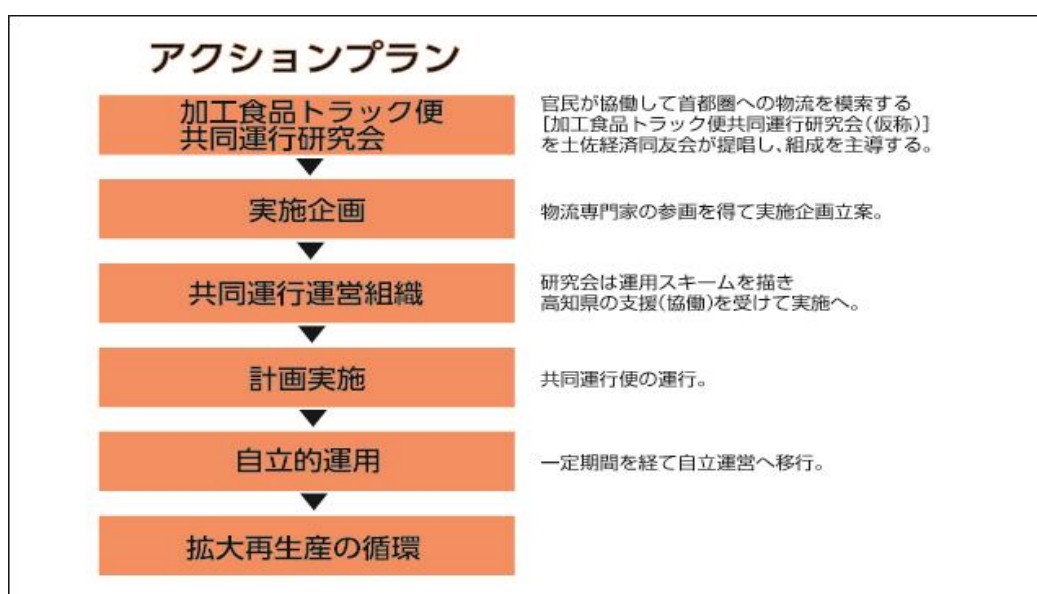 アクションプラン
加工食品トラック便
共同運行研究会
官民が協働して首都圏への物流を模索する
[加工食品トラック便共同運行研究会(仮称)]
を土佐経済同友会が提唱し、組成を主導する。
実施企画
物流専門家の参画を得て実施企画立案。
共同運行運営組織
研究会は運用スキームを描き
高知県の支援(協働)を受けて実施へ。
計画実施
共同運行便の運行。
自立的運用
一定期間を経て自立運営へ移行。
拡大再生産の循環